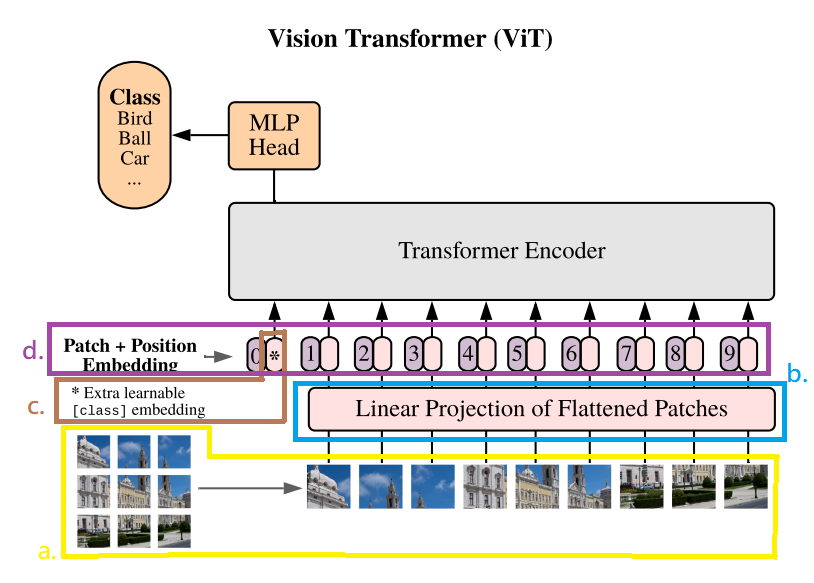 Vision Transformer (ViT)
Class
Bird
Ball
Car
...
MLP
Head
Transformer Encoder
d.
Patch + Position
Embedding
0 * 1 2 3 4 5 6 7 8 9
b.
c.
* Extra learnable
[class] embedding
Linear Projection of Flattened Patches
a.